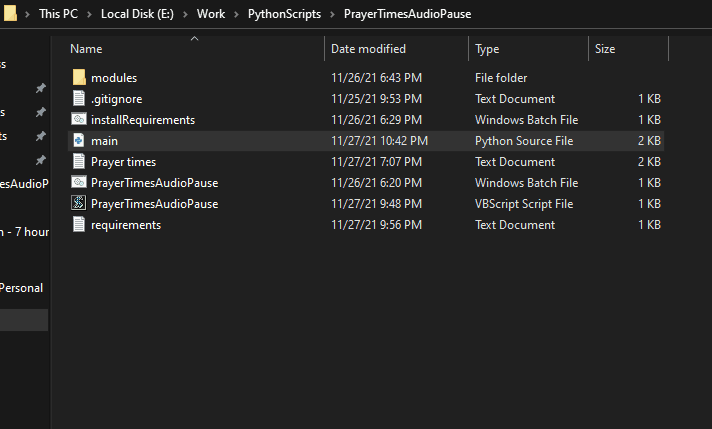 This PC > Local Disk (E:) > Work > PythonScripts > PrayerTimesAudioPause
Name Date modified Type Size
modules 11/26/21 6:43 PM File folder
.gitignore 11/25/21 9:53 PM Text Document 1 KB
installRequirements 11/26/21 6:29 PM Windows Batch File 1 KB
main 11/27/21 10:42 PM Python Source File 2 KB
Prayer times 11/27/21 7:07 PM Text Document 2 KB
PrayerTimesAudioPause 11/26/21 6:20 PM Windows Batch File 1 KB
PrayerTimesAudioPause 11/27/21 9:48 PM VBScript Script File 1 KB
requirements 11/27/21 9:56 PM Text Document 1 KB
- 7 hour
Personal